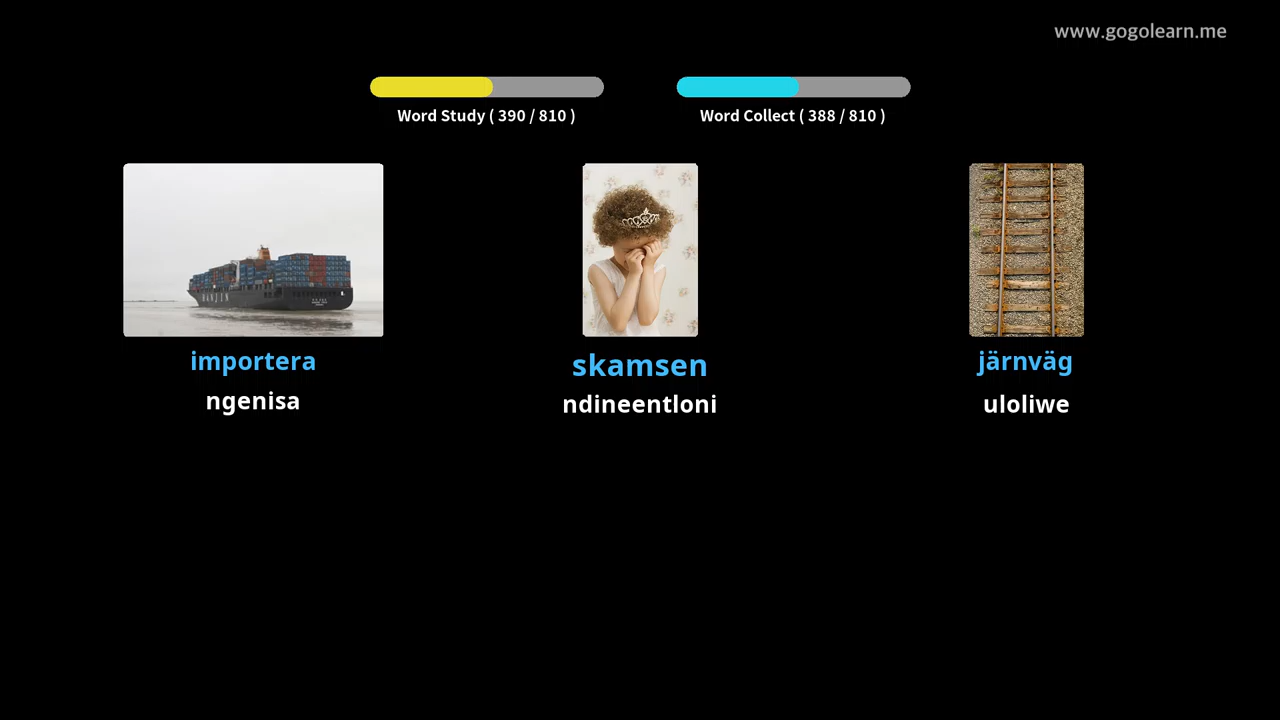 www.gogolearn.me
Word Study ( 390 / 810 )
Word Collect ( 388 / 810 )
importera
ngenisa
skamsen
ndineentloni
järnväg
uloliwe